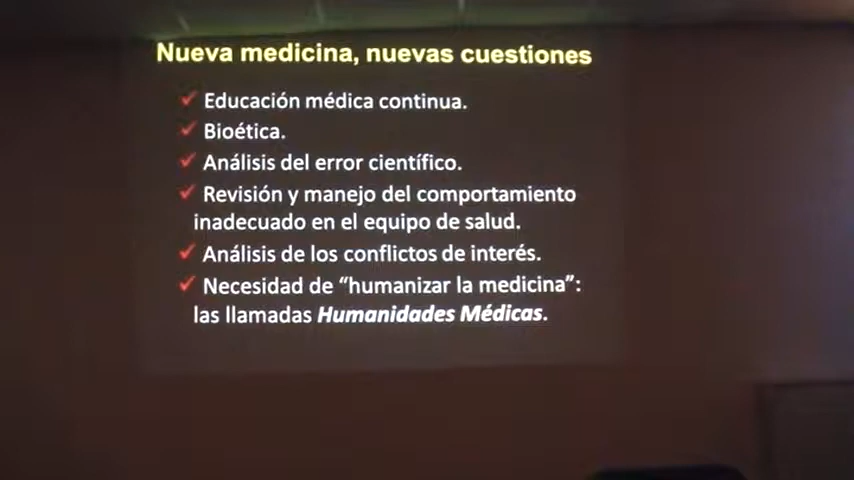 Nueva medicina, nuevas cuestiones
✓ Educación médica continua.
✓ Bioética.
✓ Análisis del error científico.
✓ Revisión y manejo del comportamiento
inadecuado en el equipo de salud.
✓ Análisis de los conflictos de interés.
✓ Necesidad de “humanizar la medicina”:
las llamadas Humanidades Médicas.